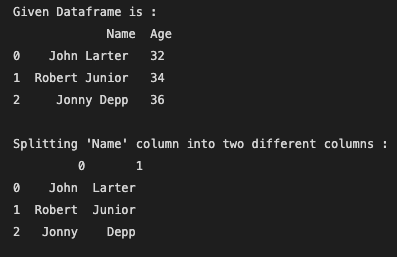 Given Dataframe is :
Name Age
0 John Larter 32
1 Robert Junior 34
2 Jonny Depp 36
Splitting 'Name' column into two different columns :
0 1
0 John Larter
1 Robert Junior
2 Jonny Depp